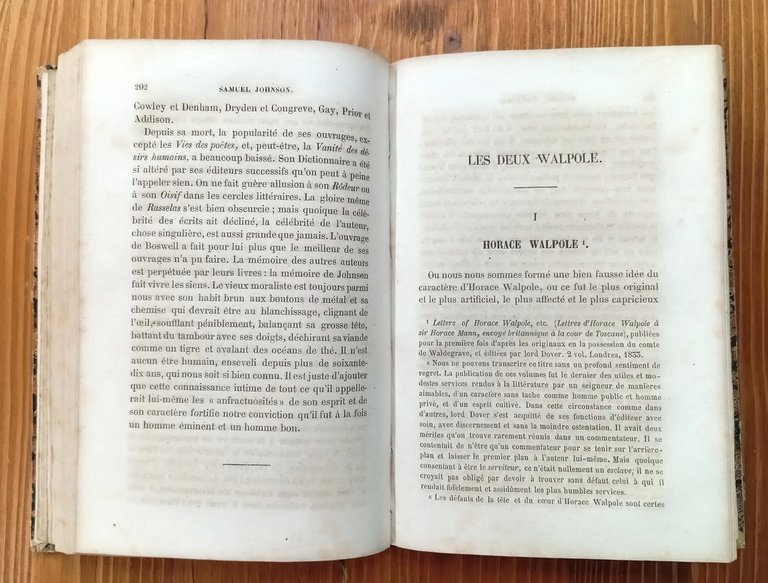 202 SAMUEL JOHNSON.
Cowley et Denham, Dryden et Congreve, Gay, Prior et
Addison.
Depuis sa mort, la popularité de ses ouvrages, ex-
cepté les Vies des poëtes, et, peut-être, la Vanité des dé-
sirs humains, a beaucoup baissé. Son Dictionnaire a été
si altéré par ses éditeurs successifs qu'on peut à peine
l'appeler sien. On ne fait guère allusion à son Rôdeur ou
à son Oisif dans les cercles littéraires. La gloire même
de Rasselas s'est bien obscurcie ; mais quoique la célé-
brité des écrits ait décliné, la célébrité de l'auteur,
chose singulière, est aussi grande que jamais. L'ouvrage
de Boswell a fait pour lui plus que le meilleur de ses
ouvrages n'a pu faire. La mémoire des autres auteurs
est perpétuée par leurs livres : la mémoire de Johnson
fait vivre les siens. Le vieux moraliste est toujours parmi
nous avec son habit brun aux boutons de métal et sa
chemise qui devrait être au blanchissage, clignant de
l'œil, soufflant péniblement, balançant sa grosse tête,
battant du tambour avec ses doigts, déchirant sa viande
comme un tigre et avalant des océans de thé. Il n'est
aucun être humain, enseveli depuis plus de soixante-
dix ans, qui nous soit si bien connu. Il est juste d'ajouter
que cette connaissance intime de tout ce qu'il appelle-
rait lui-même les « anfractuosités » de son esprit et de
son caractère fortifie notre conviction qu'il fut à la fois
un homme éminent et un homme bon.
LES DEUX WALPOLE.
I
HORACE WALPOLE ¹.
Ou nous nous sommes formé une bien fausse idée du
caractère d'Horace Walpole, ou ce fut le plus original
et le plus artificiel, le plus affecté et le plus capricieux
¹ Letters of Horace Walpole, etc. (Lettres d'Horace Walpole à
sir Horace Mann, envoyé britannique à la cour de Toscane),
publiées pour la première fois d'après les originaux en la possession du comte
de Waldegrave, et éditées par lord Dover. 2 vol. Londres, 1833.
« Nous ne pouvons transcrire ce titre sans un profond sentiment de
regret. La publication de ces volumes fut le dernier des utiles et mo-
destes services rendus à la littérature par un seigneur de manières
aimables, d'un caractère sans tache comme homme public et homme
privé, et d'un esprit cultivé. Dans cette circonstance comme dans
d'autres, lord Dover s'est acquitté de ses fonctions d'éditeur avec
soin, avec discernement et sans la moindre ostentation. Il avait deux
mérites qu'on trouve rarement réunis dans un commentateur. Il se
contentait de n'être qu'un commentateur pour se tenir sur l'arrière-
plan et laisser le premier plan à l'auteur lui-même. Mais quoique
consentant à être le serviteur, ce n'était nullement un esclave; il ne se
croyait pas obligé par devoir à trouver sans défaut celui à qui il
rendait fidèlement et assidûment les plus humbles services.
« Les défauts de la tête et du cœur d'Horace Walpole sont certes